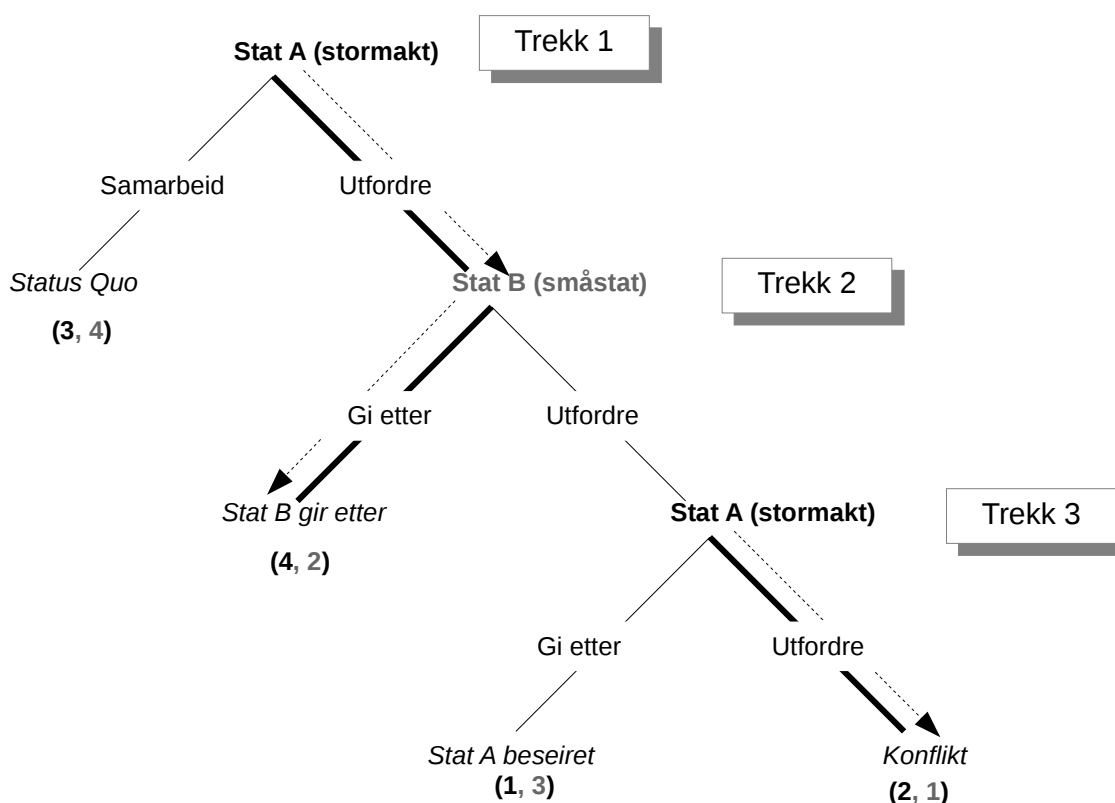 Stat A (stormakt)
Trekk 1
Samarbeid
Utfordre
Status Quo
(3, 4)
Stat B (småstat)
Trekk 2
Gi etter
Utfordre
Stat B gir etter
(4, 2)
Stat A (stormakt)
Trekk 3
Gi etter
Utfordre
Stat A beseiret
(1, 3)
Konflikt
(2, 1)